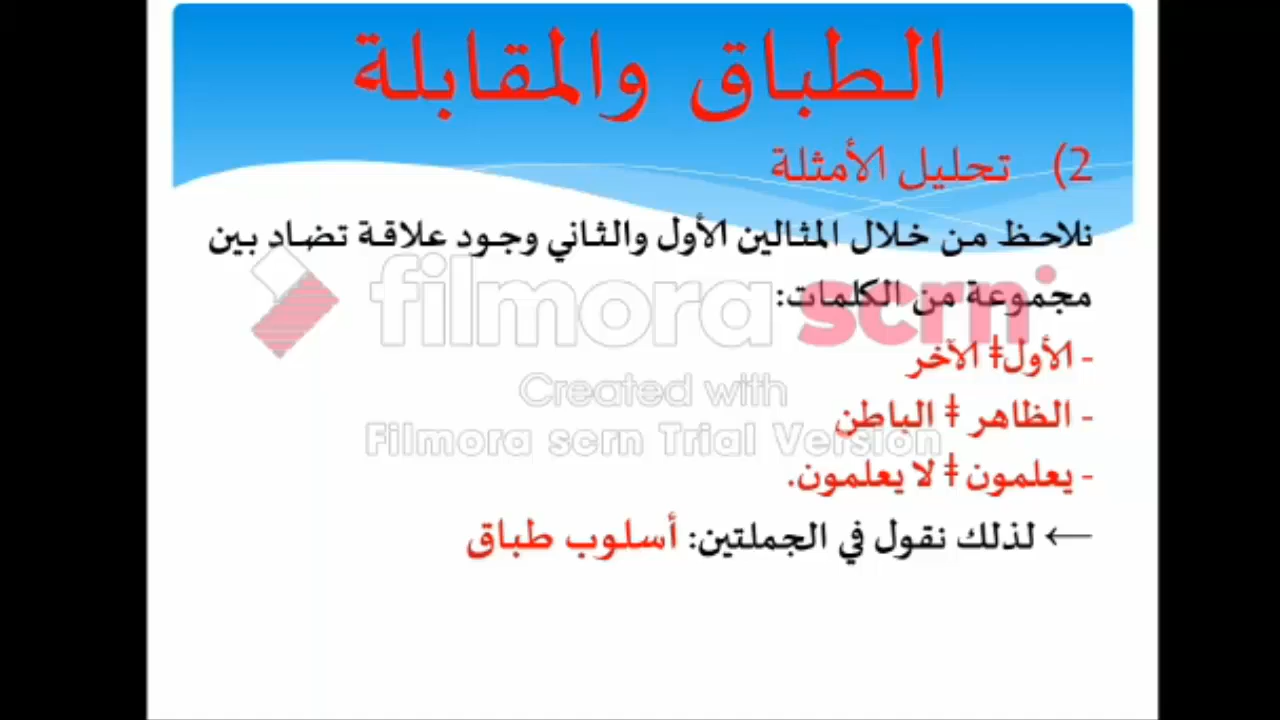 الطباق والمقابلة
2) تحليل الأمثلة
نلاحظ من خلال المثالين الأول والثاني وجود علاقة تضاد بين
مجموعة من الكلمات:
filmora scrn
- الأول ǂ الآخر
Created with
- الظاهر ǂ الباطن
Filmora scrn Trial Version
- يعلمون ǂ لا يعلمون.
← لذلك نقول في الجملتين: أسلوب طباق